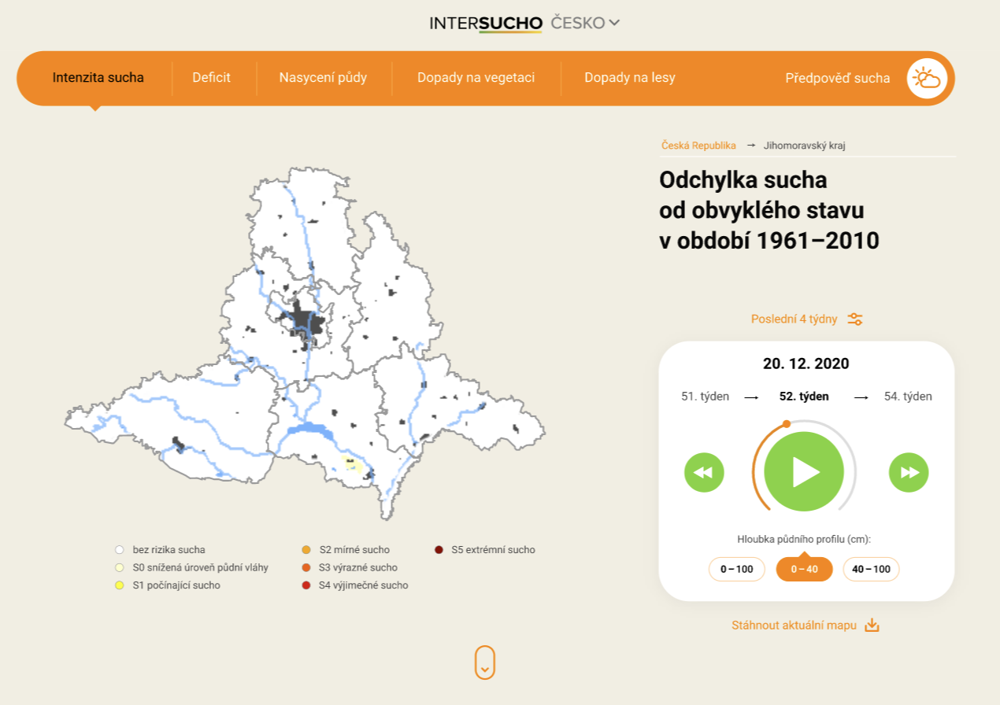 INTERSUCHO ČESKO
Intenzita sucha
Deficit
Nasycení půdy
Dopady na vegetaci
Dopady na lesy
Předpověď sucha
Česká Republika → Jihomoravský kraj
Odchylka sucha
od obvyklého stavu
v období 1961–2010
Poslední 4 týdny
20. 12. 2020
51. týden → 52. týden → 54. týden
Hloubka půdního profilu (cm):
0 – 100
0 – 40
40 – 100
Stáhnout aktuální mapu
bez rizika sucha
S0 snížená úroveň půdní vláhy
S1 počínající sucho
S2 mírné sucho
S3 výrazné sucho
S4 výjimečné sucho
S5 extrémní sucho